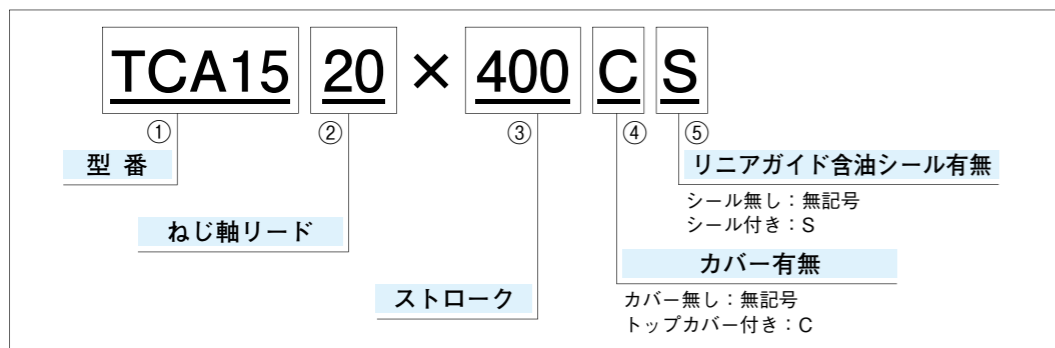 TCA15 20 × 400 C S
① ② ③ ④ ⑤
型番
リニアガイド含油シール有無
シール無し：無記号
シール付き：S
ねじ軸リード
カバー有無
カバー無し：無記号
トップカバー付き：C
ストローク